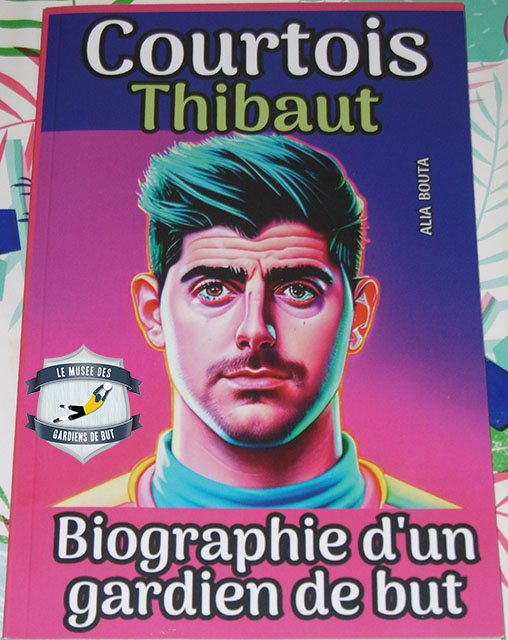 Courtois
Thibaut
ALIA BOUTA
LE MUSEE DES
GARDIENS DE BUT
Biographie d'un
gardien de but